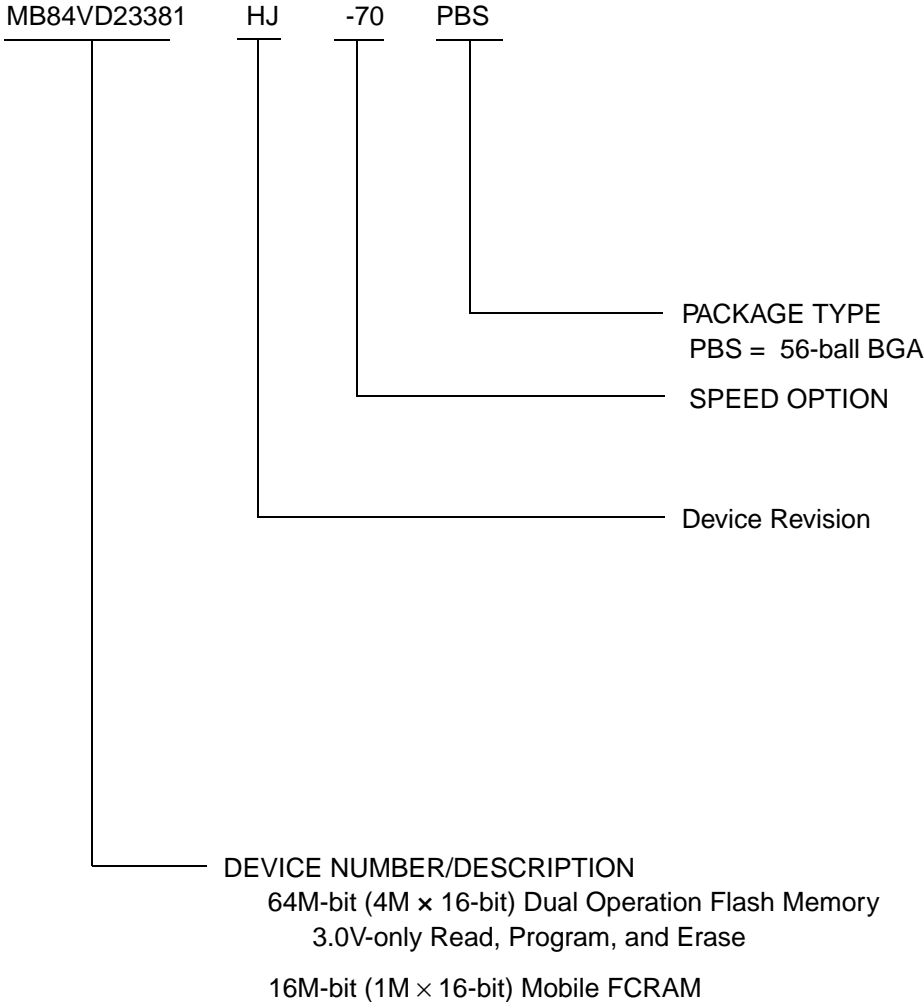 MB84VD23381 HJ -70 PBS
PACKAGE TYPE
PBS = 56-ball BGA
SPEED OPTION
Device Revision
DEVICE NUMBER/DESCRIPTION
64M-bit (4M × 16-bit) Dual Operation Flash Memory
3.0V-only Read, Program, and Erase
16M-bit (1M × 16-bit) Mobile FCRAM